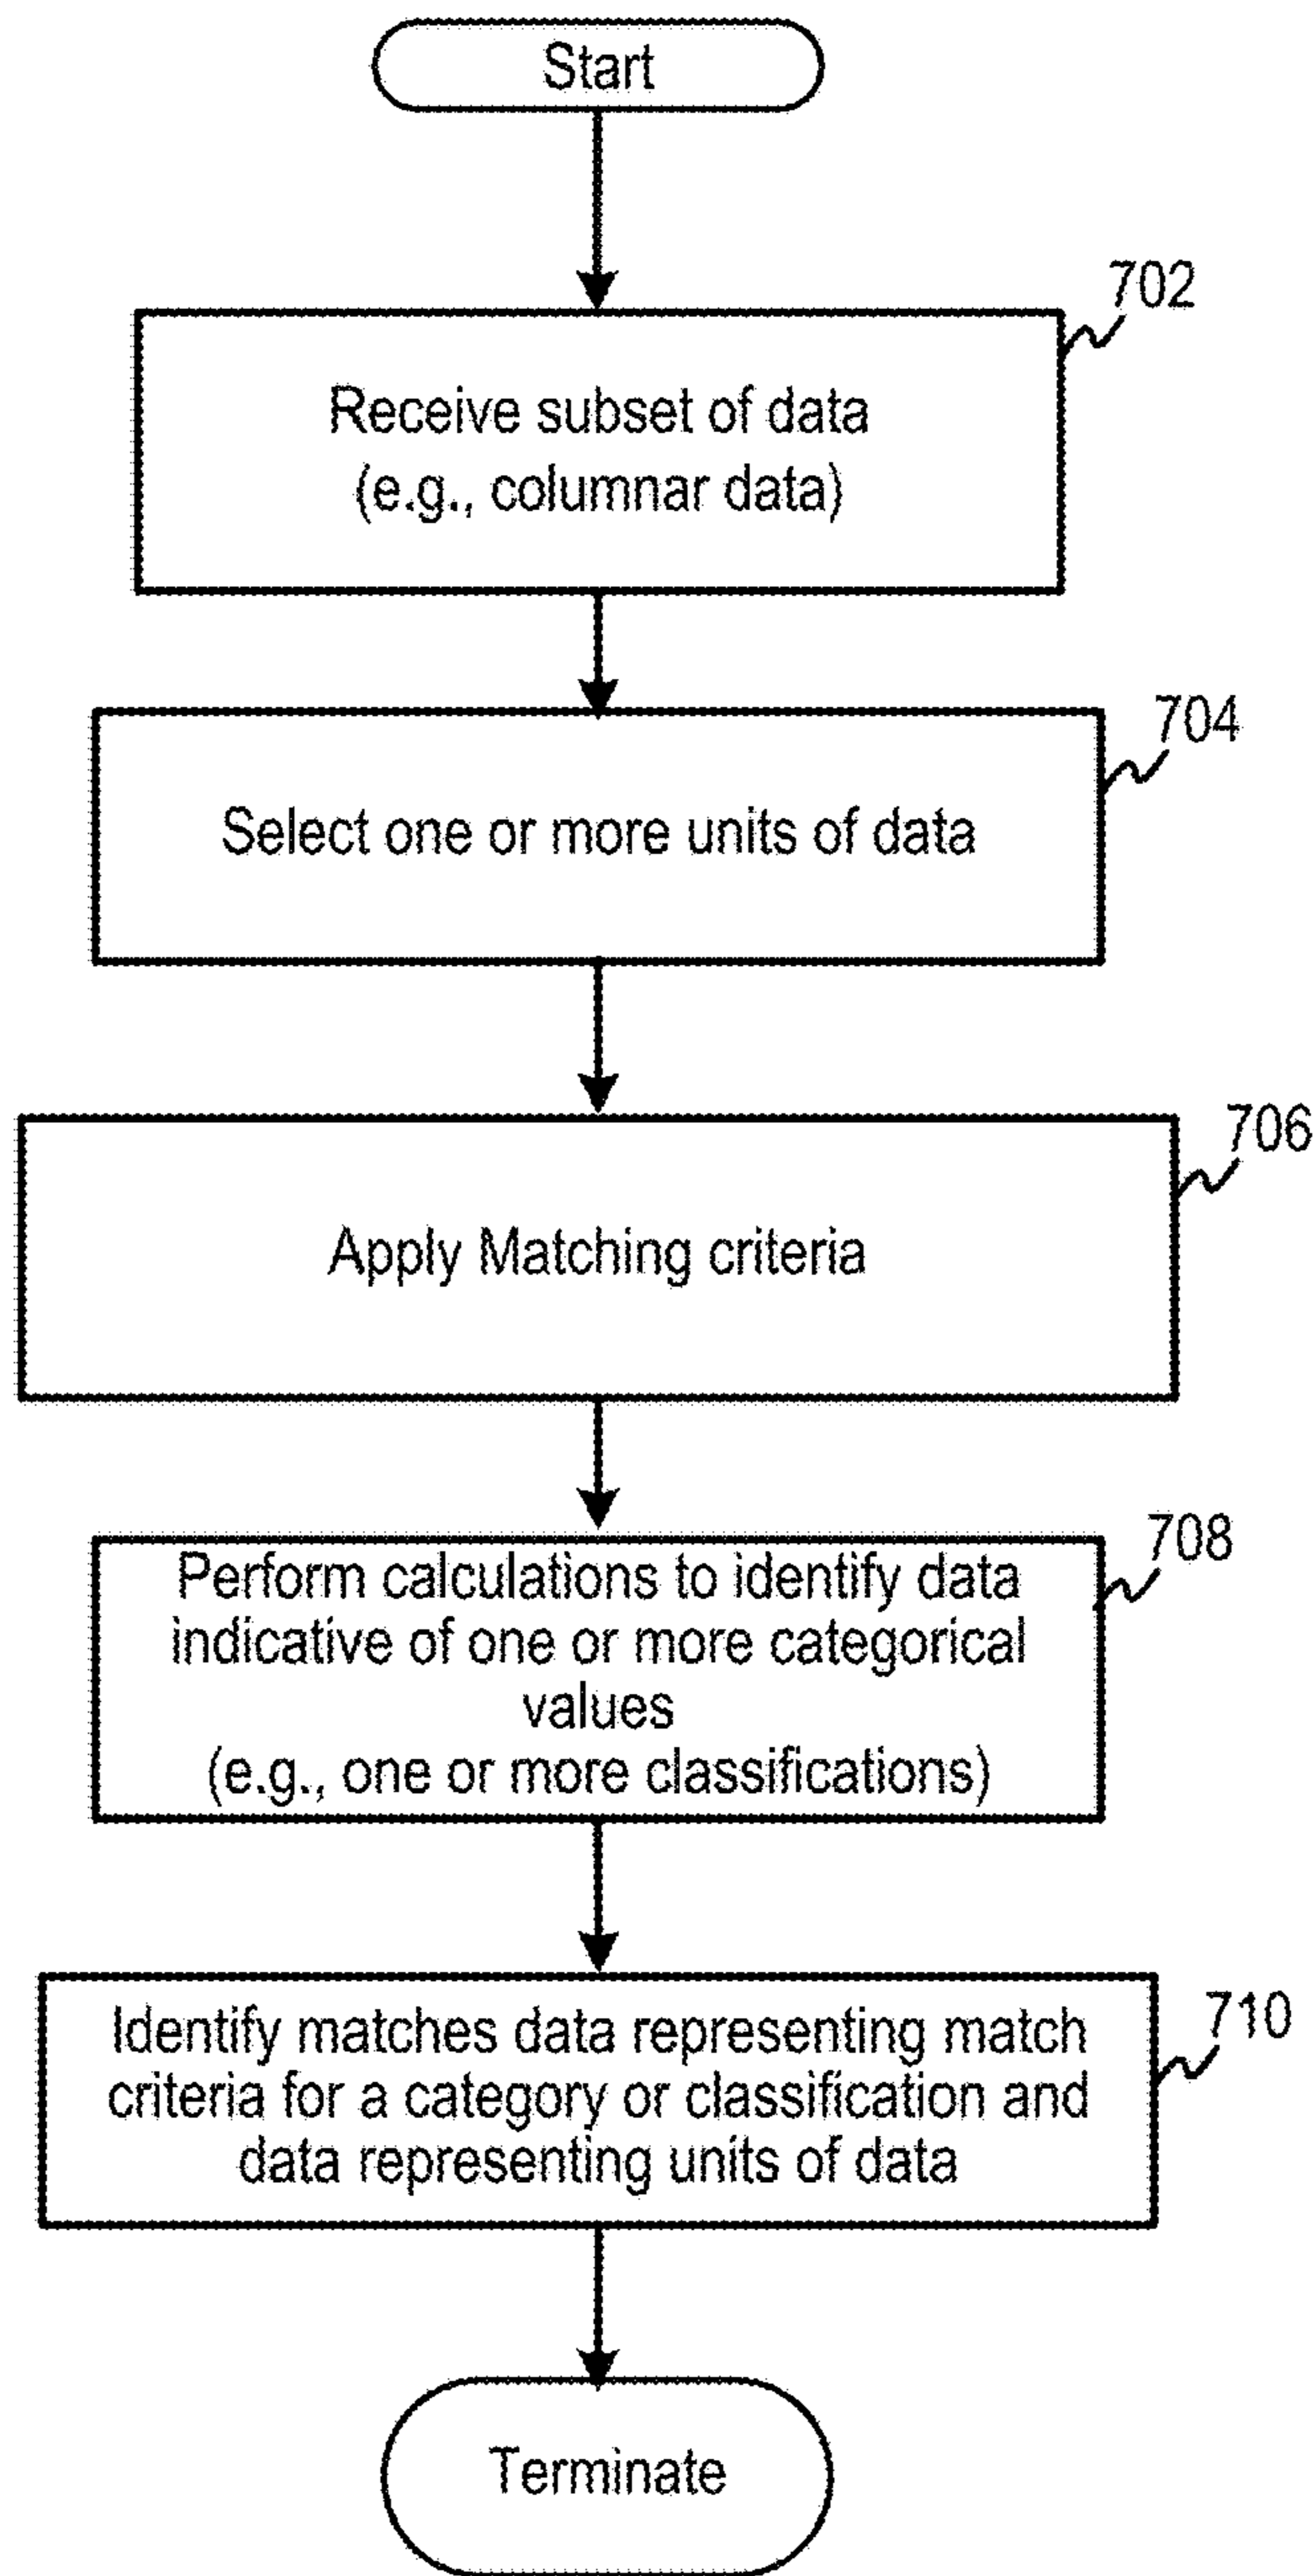 Start
702
Receive subset of data
(e.g., columnar data)
704
Select one or more units of data
706
Apply Matching criteria
708
Perform calculations to identify data
indicative of one or more categorical
values
(e.g., one or more classifications)
710
Identify matches data representing match
criteria for a category or classification and
data representing units of data
Terminate